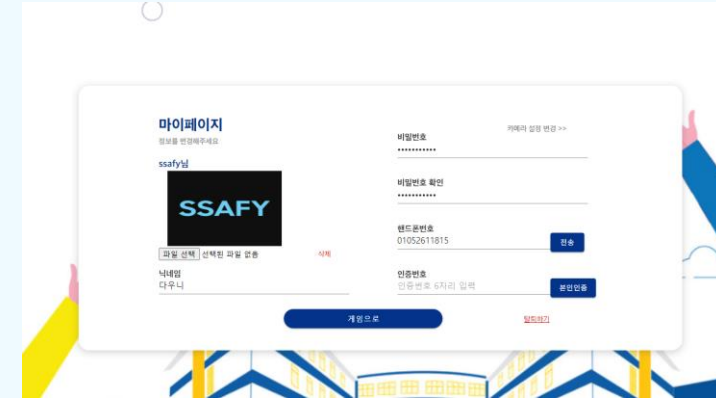 마이페이지
정보를 변경해주세요
ssafy님
SSAFY
파일 선택 선택된 파일 없음
삭제
닉네임
다우니
카메라 설정 변경 >>
비밀번호
•••••••••••
비밀번호 확인
•••••••••••
핸드폰번호
01052611815
전송
인증번호
인증번호 6자리 입력
본인인증
게임으로
탈퇴하기